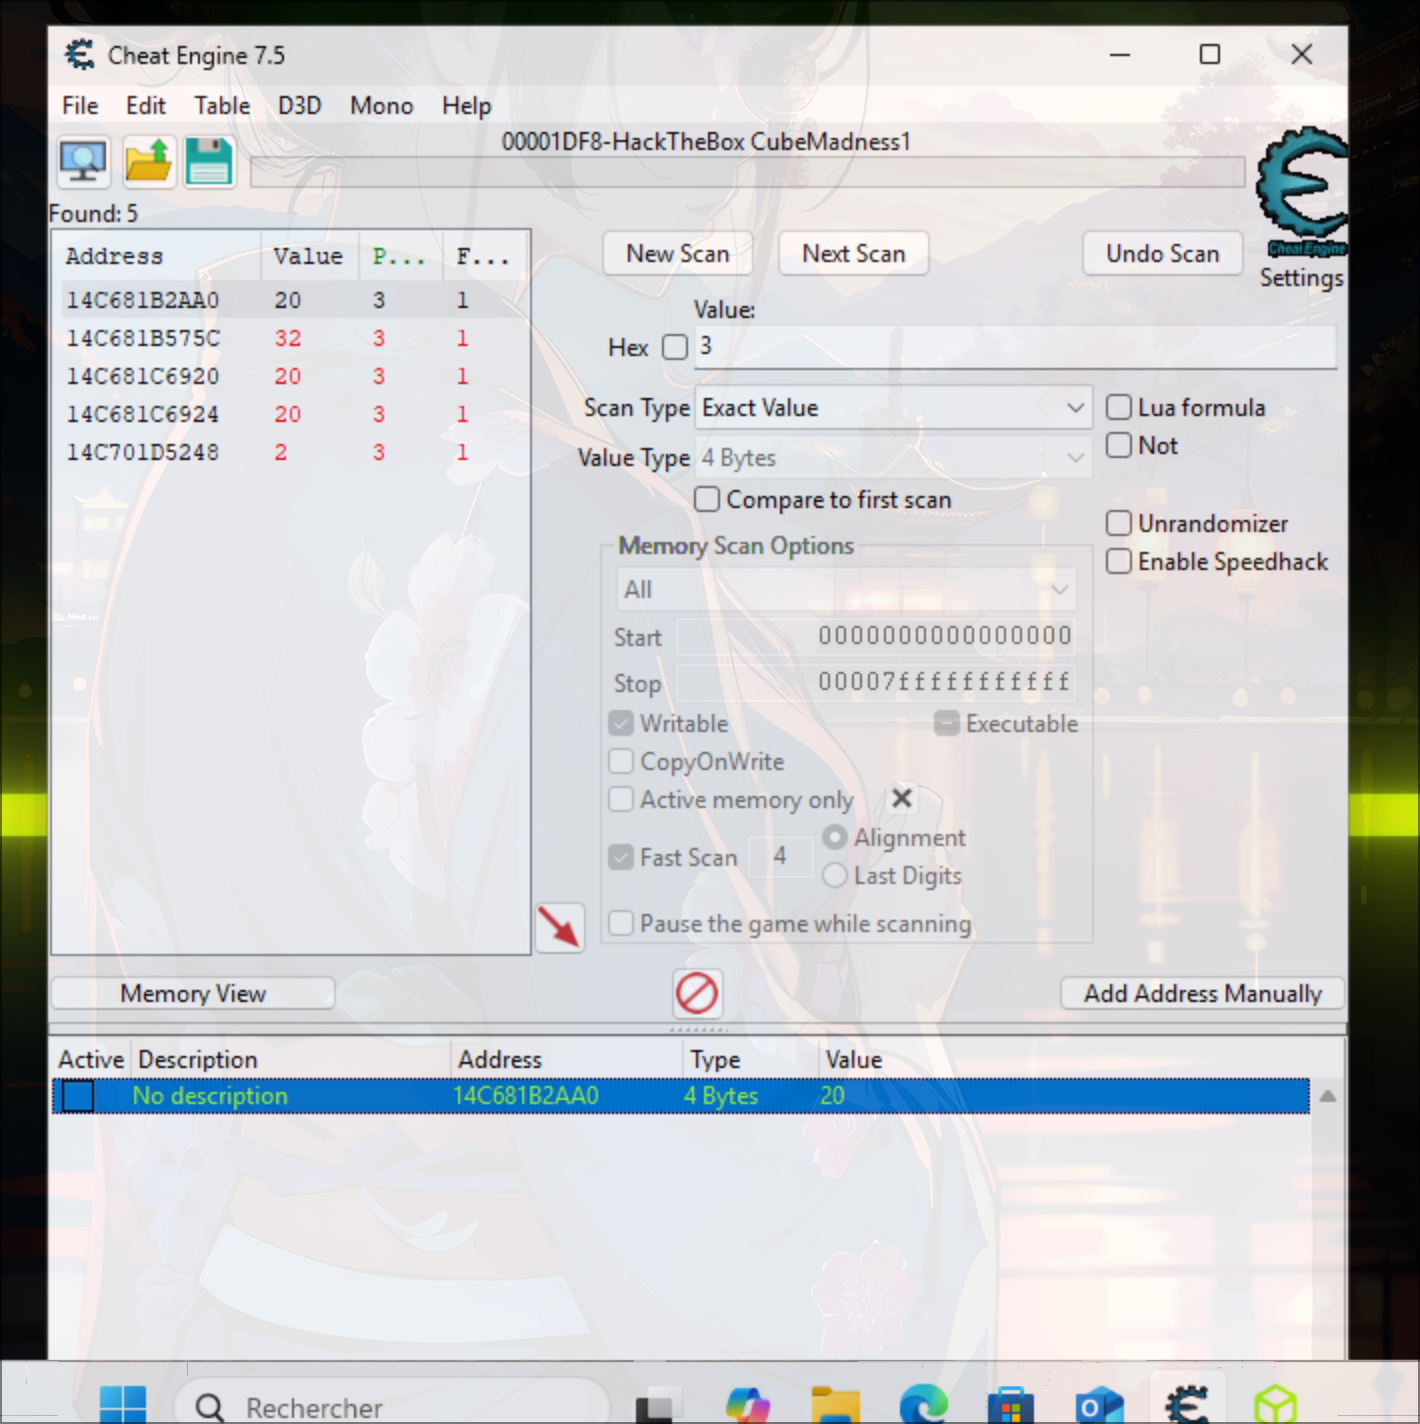 Cheat Engine 7.5
File Edit Table D3D Mono Help
00001DF8-HackTheBox CubeMadness1
Found: 5
Address Value P... F...
14C681B2AA0 20 3 1
14C681B575C 32 3 1
14C681C6920 20 3 1
14C681C6924 20 3 1
14C701D5248 2 3 1
New Scan Next Scan Undo Scan
Cheat Engine
Settings
Value:
Hex 3
Scan Type Exact Value
Lua formula
Value Type 4 Bytes
Not
Compare to first scan
Unrandomizer
Memory Scan Options
Enable Speedhack
All
Start 0000000000000000
Stop 00007fffffffffff
Writable Executable
CopyOnWrite
Active memory only
Fast Scan 4 Alignment
Last Digits
Pause the game while scanning
Memory View Add Address Manually
Active Description Address Type Value
No description 14C681B2AA0 4 Bytes 20
Rechercher